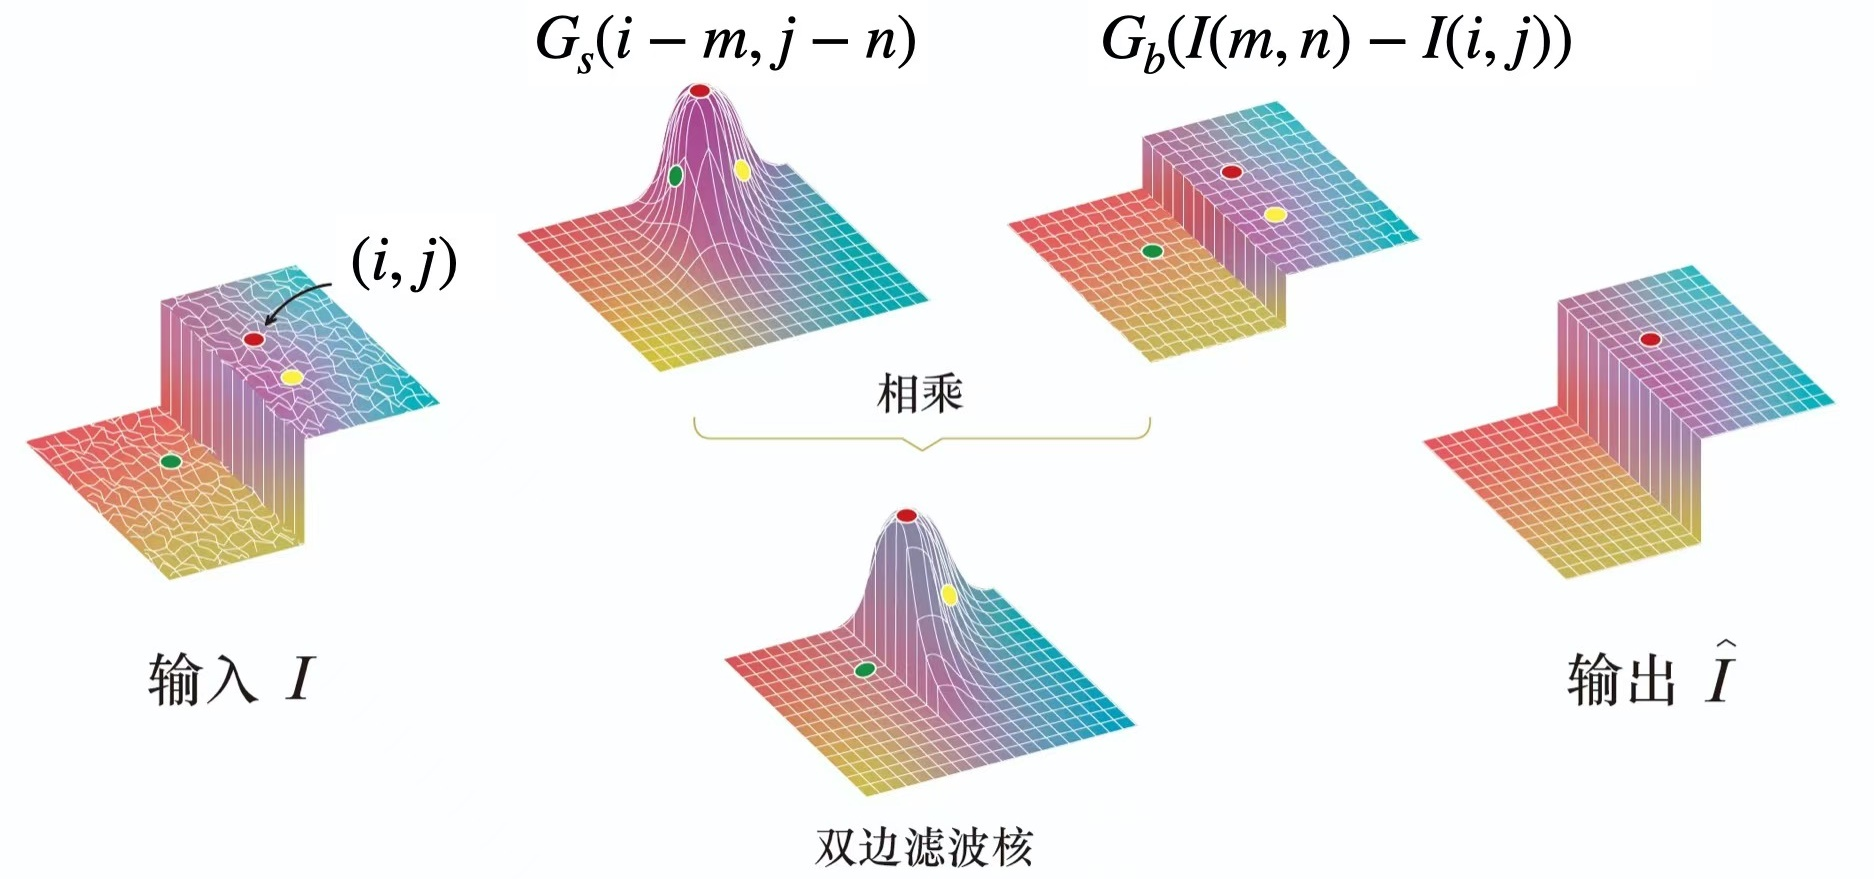 G_s(i − m, j − n)
G_b(I(m, n) − I(i, j))
(i, j)
相乘
输入 I
输出 Î
双边滤波核